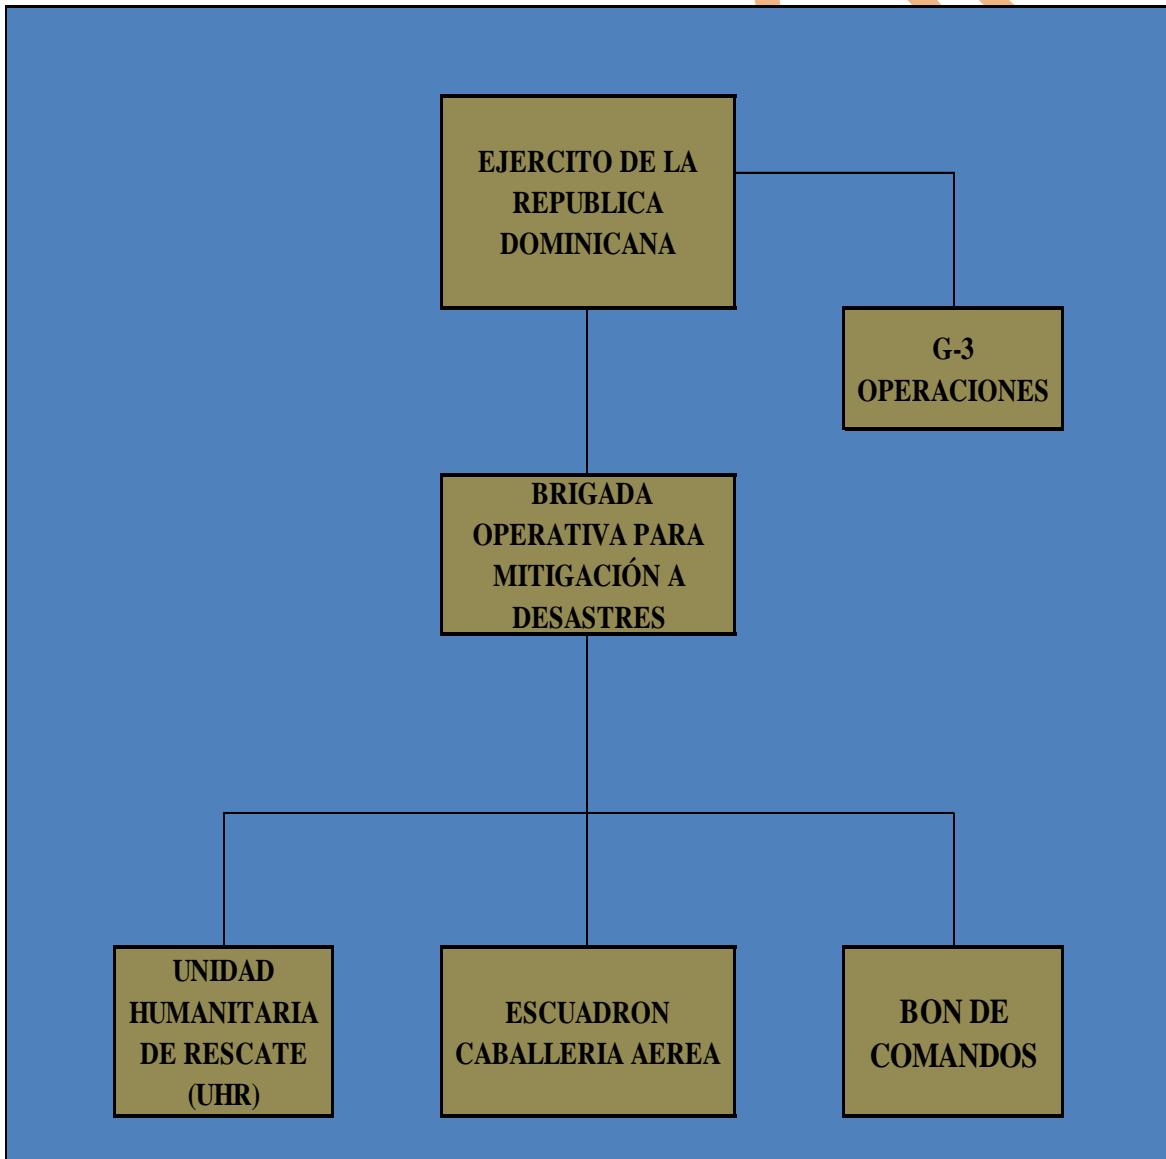 EJERCITO DE LA
REPUBLICA
DOMINICANA
G-3
OPERACIONES
BRIGADA
OPERATIVA PARA
MITIGACIÓN A
DESASTRES
UNIDAD
HUMANITARIA
DE RESCATE
(UHR)
ESCUADRON
CABALLERIA AEREA
BON DE
COMANDOS